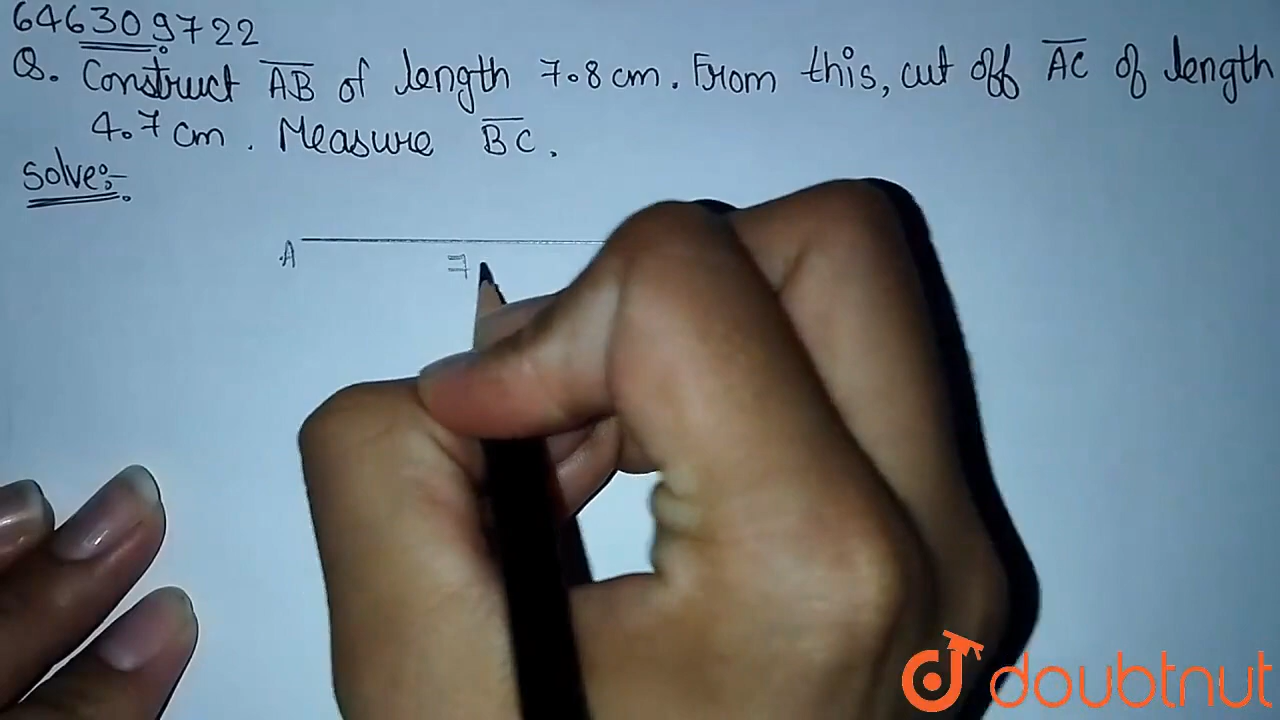 646309722
Q. Construct AB of length 7.8 cm. From this, cut off AC of length
4.7 cm. Measure BC.
Solve:-
A
7
doubtnut